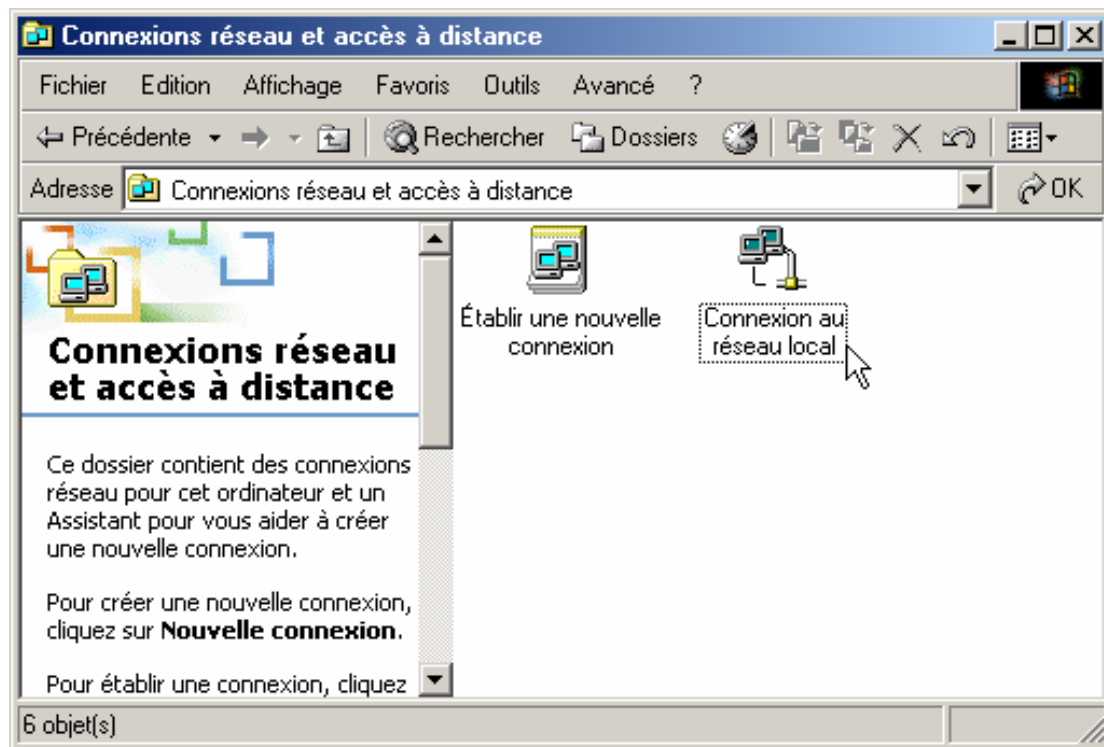 Connexions réseau et accès à distance
Fichier Edition Affichage Favoris Outils Avancé ?
Précédente Rechercher Dossiers
Adresse Connexions réseau et accès à distance OK
Connexions réseau
et accès à distance
Ce dossier contient des connexions
réseau pour cet ordinateur et un
Assistant pour vous aider à créer
une nouvelle connexion.
Pour créer une nouvelle connexion,
cliquez sur Nouvelle connexion.
Pour établir une connexion, cliquez
Établir une nouvelle
connexion
Connexion au
réseau local
6 objet(s)